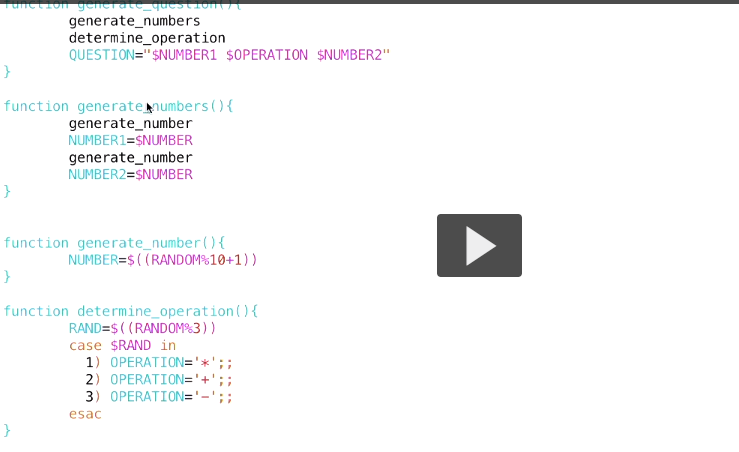 function generate_question(){
        generate_numbers
        determine_operation
        QUESTION="$NUMBER1 $OPERATION $NUMBER2"
}
function generate_numbers(){
        generate_number
        NUMBER1=$NUMBER
        generate_number
        NUMBER2=$NUMBER
}
function generate_number(){
        NUMBER=$((RANDOM%10+1))
}
function determine_operation(){
        RAND=$((RANDOM%3))
        case $RAND in
          1) OPERATION='*';;
          2) OPERATION='+';;
          3) OPERATION='-';;
        esac
}